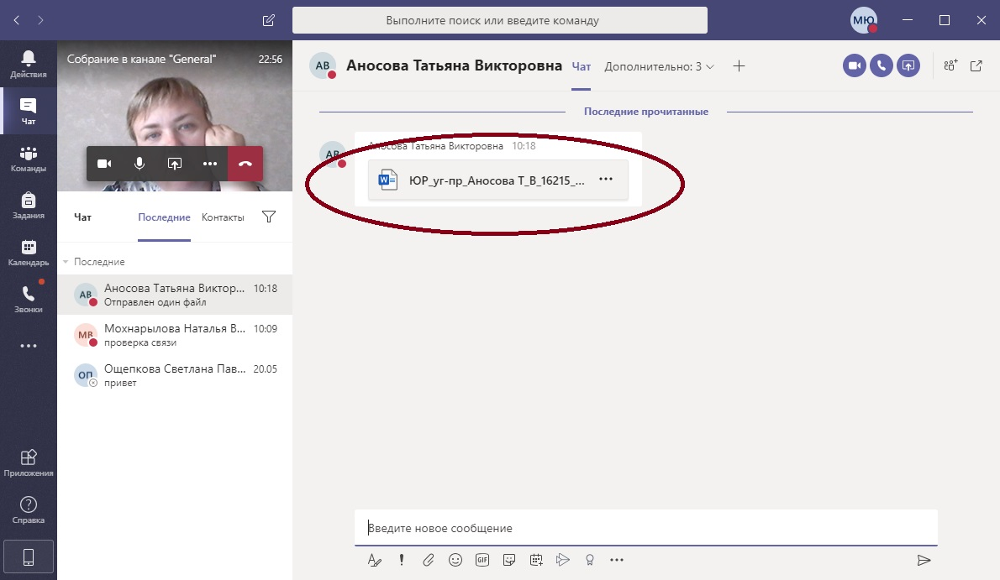 Выполните поиск или введите команду
МЮ
Действия
Чат
Команды
Задания
Календарь
Звонки
Приложения
Справка
Собрание в канале "General" 22:56
Чат Последние Контакты
Последние
АВ Аносова Татьяна Виктор... 10:18
Отправлен один файл
МВ Мохнарылова Наталья В... 10:09
проверка связи
ОП Ощепкова Светлана Пав... 20.05
привет
АВ Аносова Татьяна Викторовна Чат Дополнительно: 3
Последние прочитанные
АВ Аносова Татьяна Викторовна 10:18
W ЮР_уг-пр_Аносова Т_В_16215_...
Введите новое сообщение
GIF